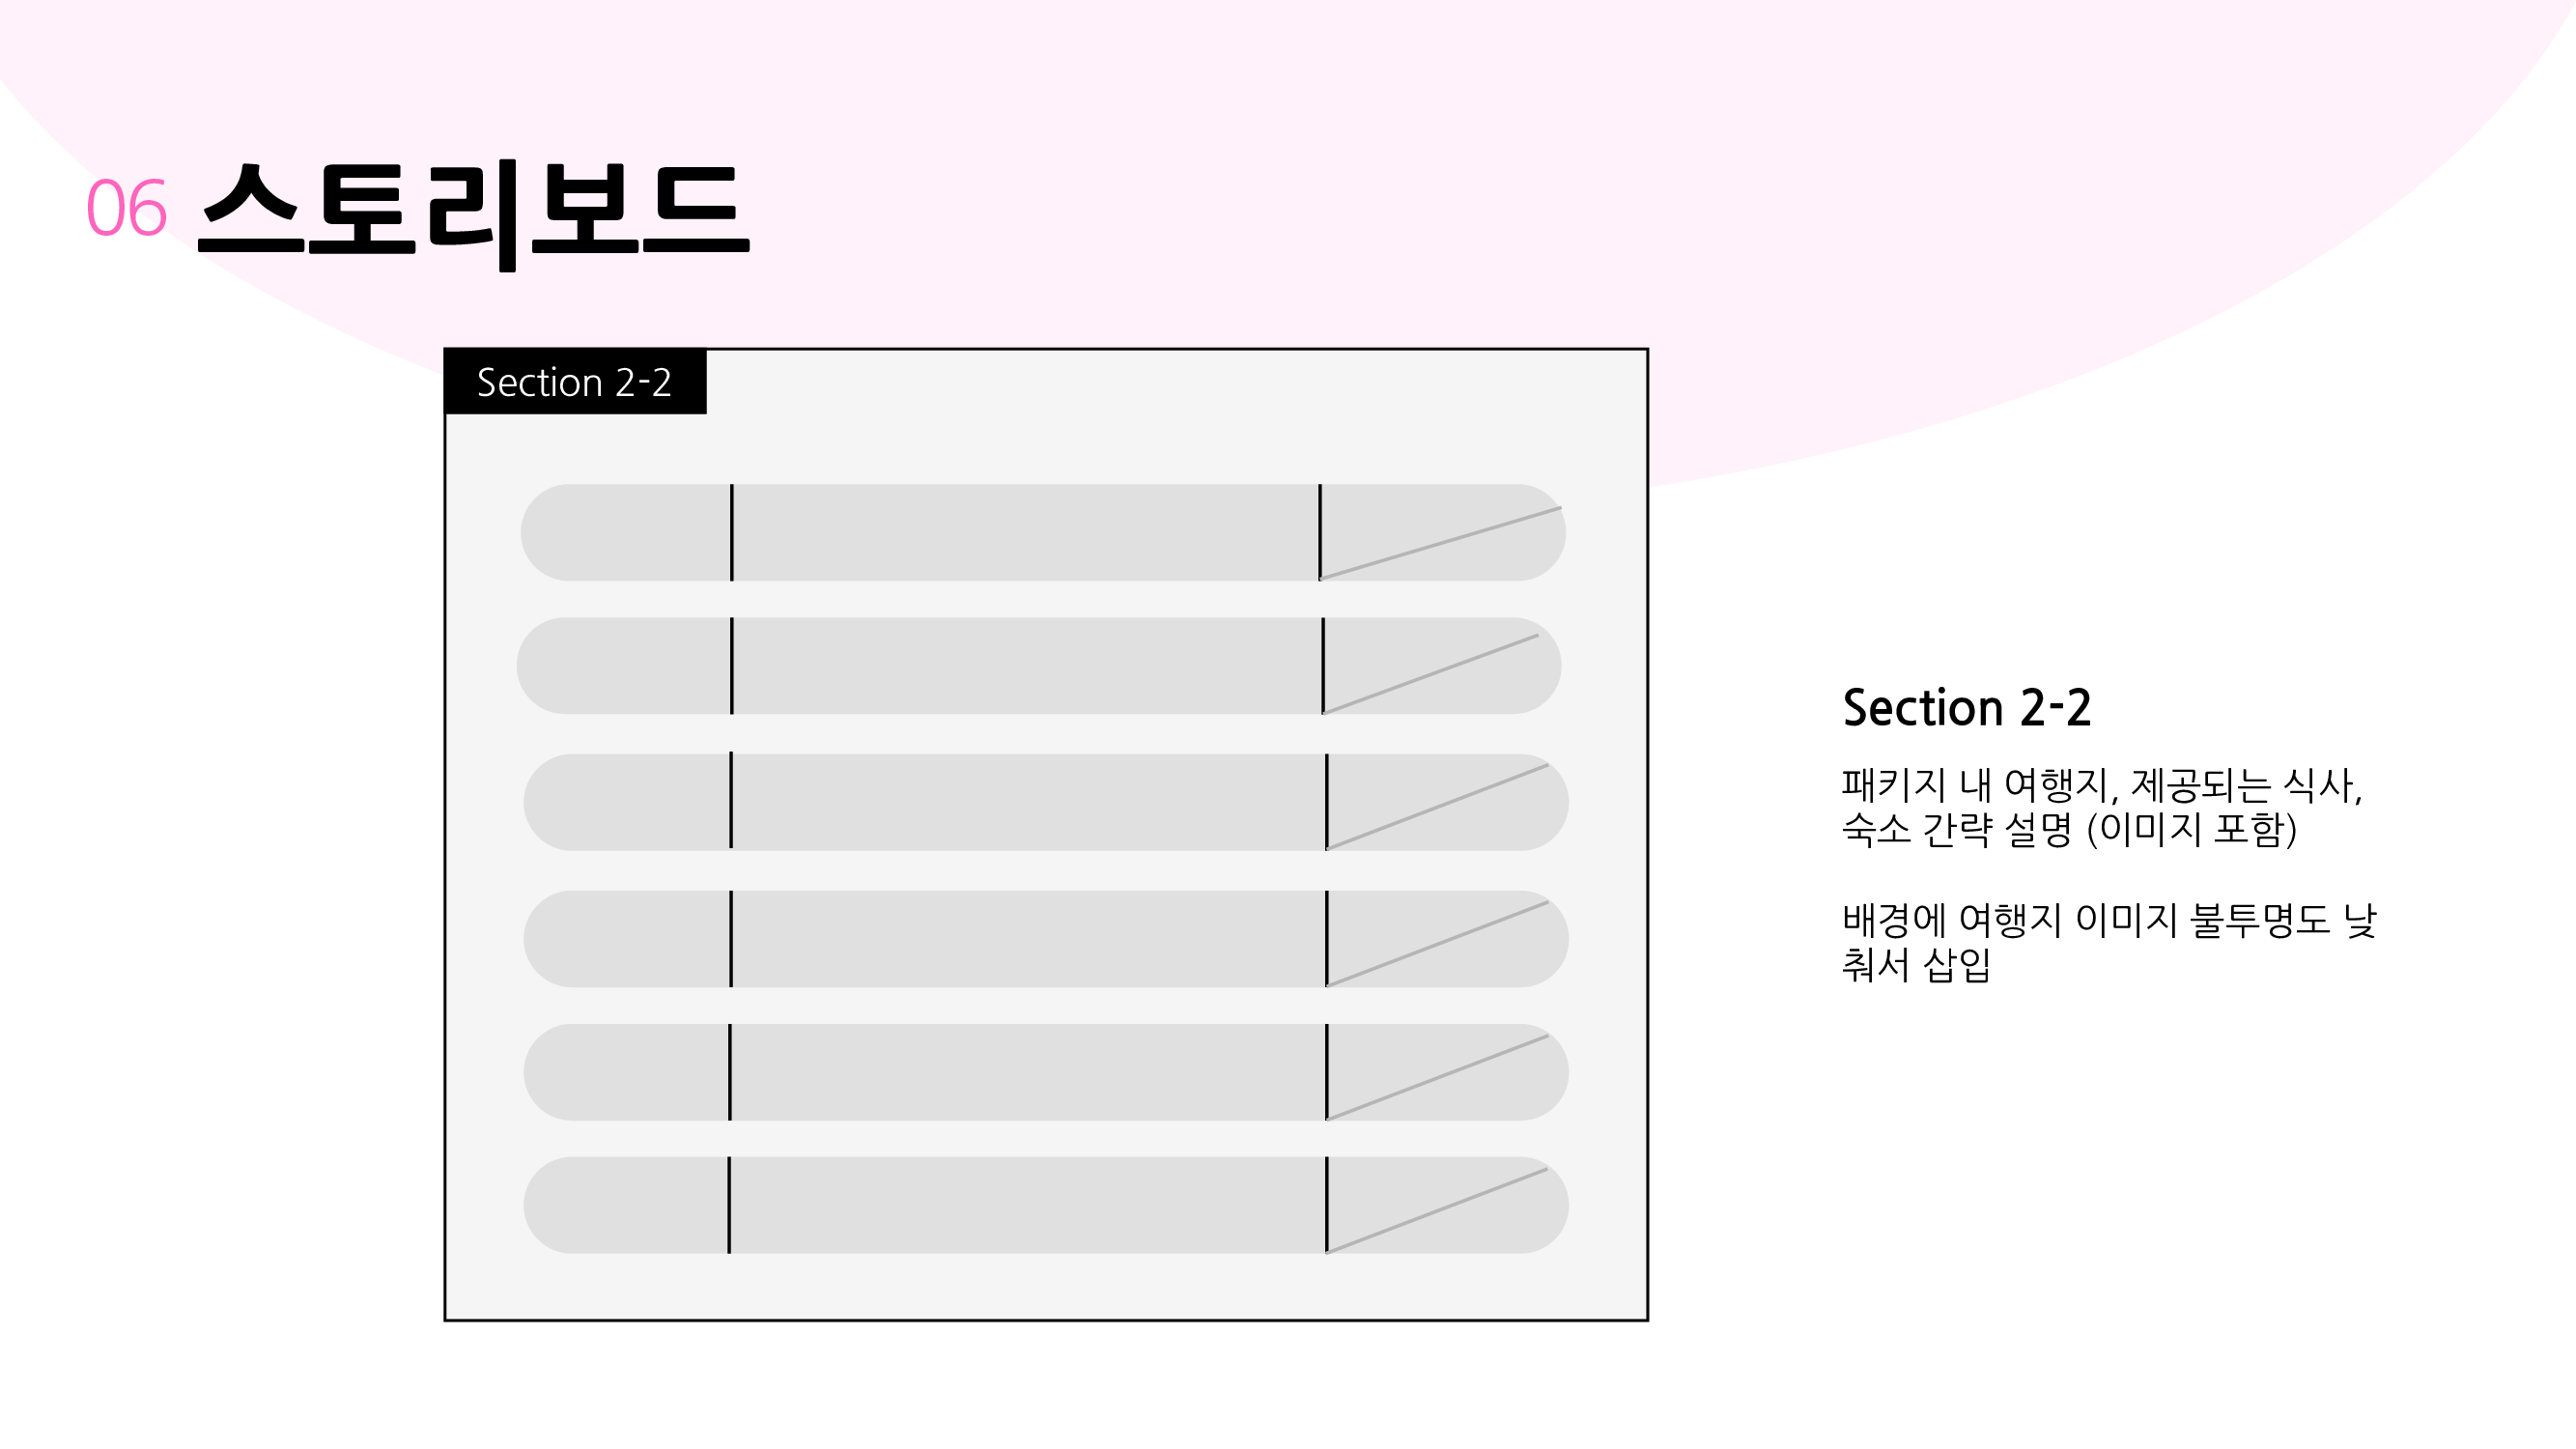 06 스토리보드
Section 2-2
Section 2-2
패키지 내 여행지, 제공되는 식사,
숙소 간략 설명 (이미지 포함)
배경에 여행지 이미지 불투명도 낮
춰서 삽입